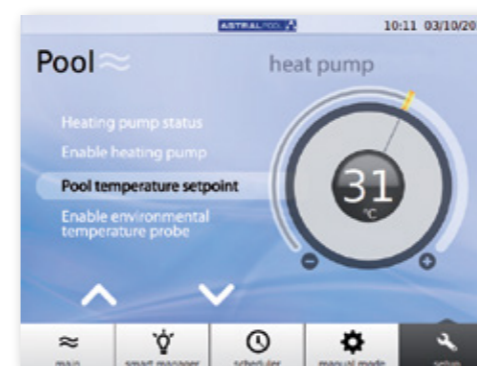 ASTRALPOOL 10:11 03/10/20
Pool heat pump
Heating pump status
Enable heating pump
Pool temperature setpoint
Enable environmental
temperature probe
31
°C
main smart manager scheduler manual mode setup